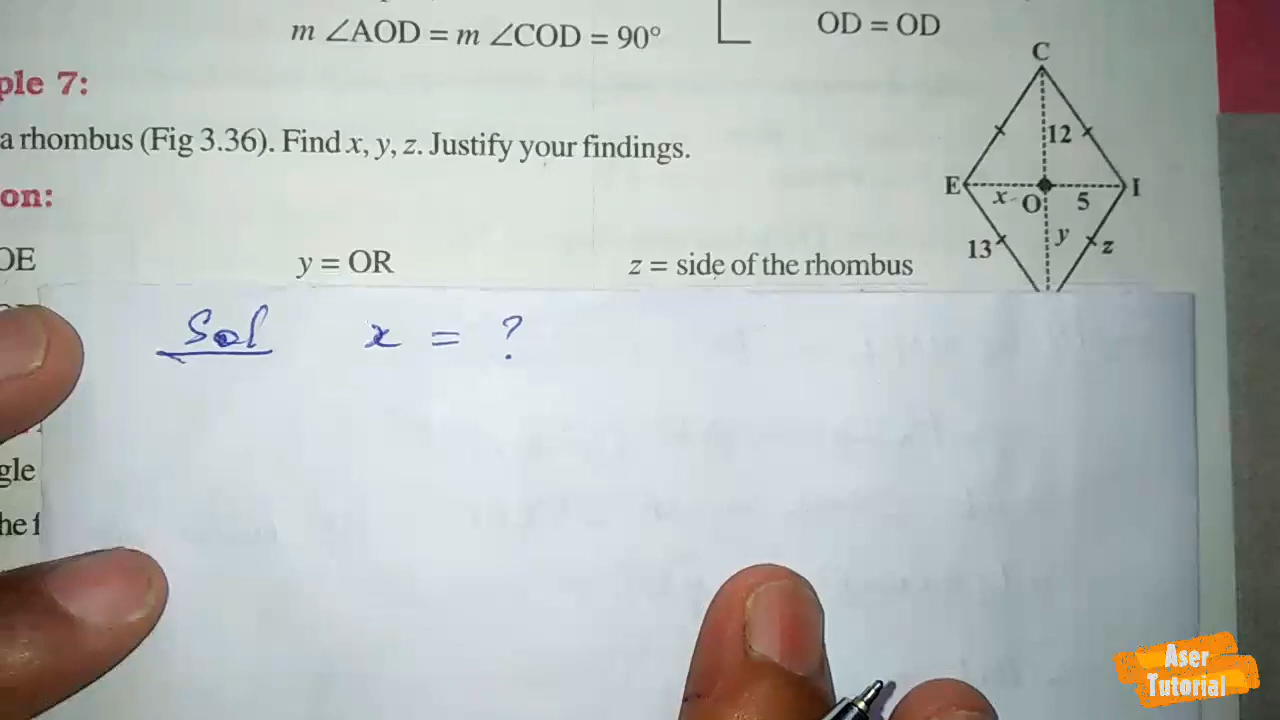 m ∠AOD = m ∠COD = 90°
OD = OD
ple 7:
a rhombus (Fig 3.36). Find x, y, z. Justify your findings.
on:
OE
y = OR
z = side of the rhombus
C
12
E
x
O
5
I
13
y
z
Sol x = ?
gle
he f
Aser
Tutorial